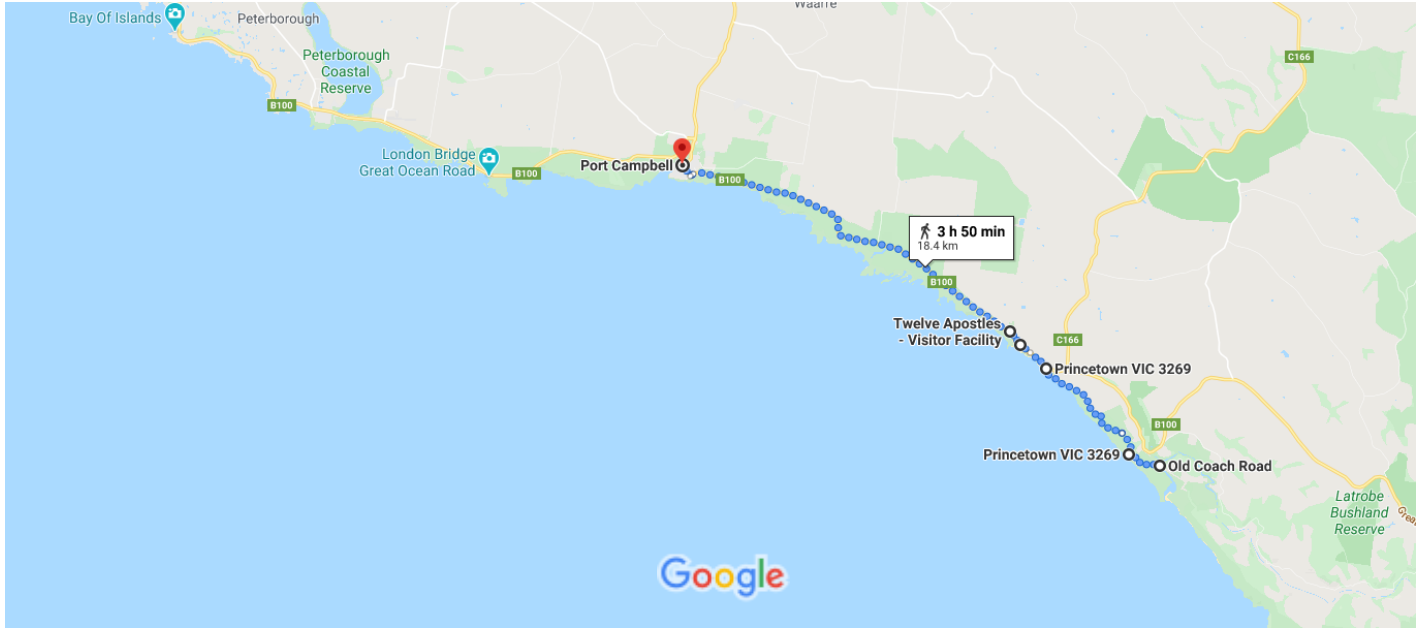 Waarre
Bay Of Islands
Peterborough
Peterborough
Coastal
Reserve
C166
B100
London Bridge
Great Ocean Road
B100
Port Campbell
B100
3 h 50 min
18.4 km
B100
Twelve Apostles
- Visitor Facility
C166
Princetown VIC 3269
B100
Princetown VIC 3269
Old Coach Road
Latrobe
Bushland
Reserve
Google